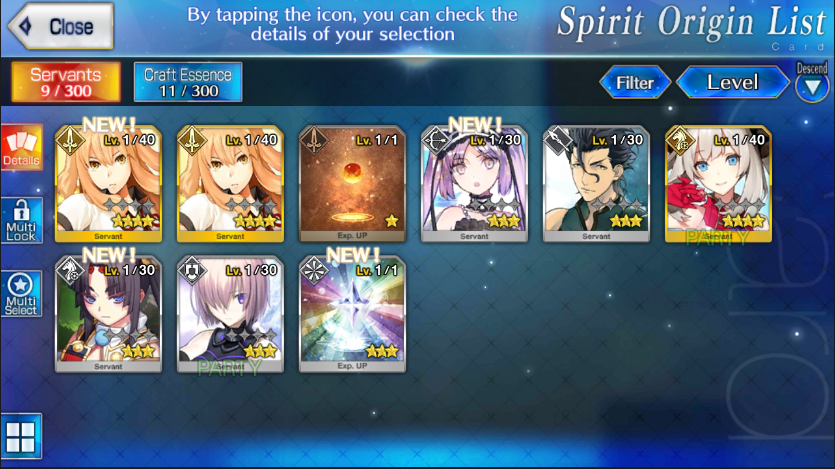 Close
By tapping the icon, you can check the
details of your selection
Spirit Origin List
Card
Servants
9 / 300
Craft Essence
11 / 300
Filter
Level
Descend
Details
Multi
Lock
Multi
Select
NEW!
Lv. 1/40
Servant
Lv. 1/40
Servant
Lv. 1/1
Exp. UP
NEW!
Lv. 1/30
Servant
Lv. 1/30
Servant
Lv. 1/40
Servant
PARTY
NEW!
Lv. 1/30
Servant
Lv. 1/30
Servant
PARTY
NEW!
Lv. 1/1
Exp. UP